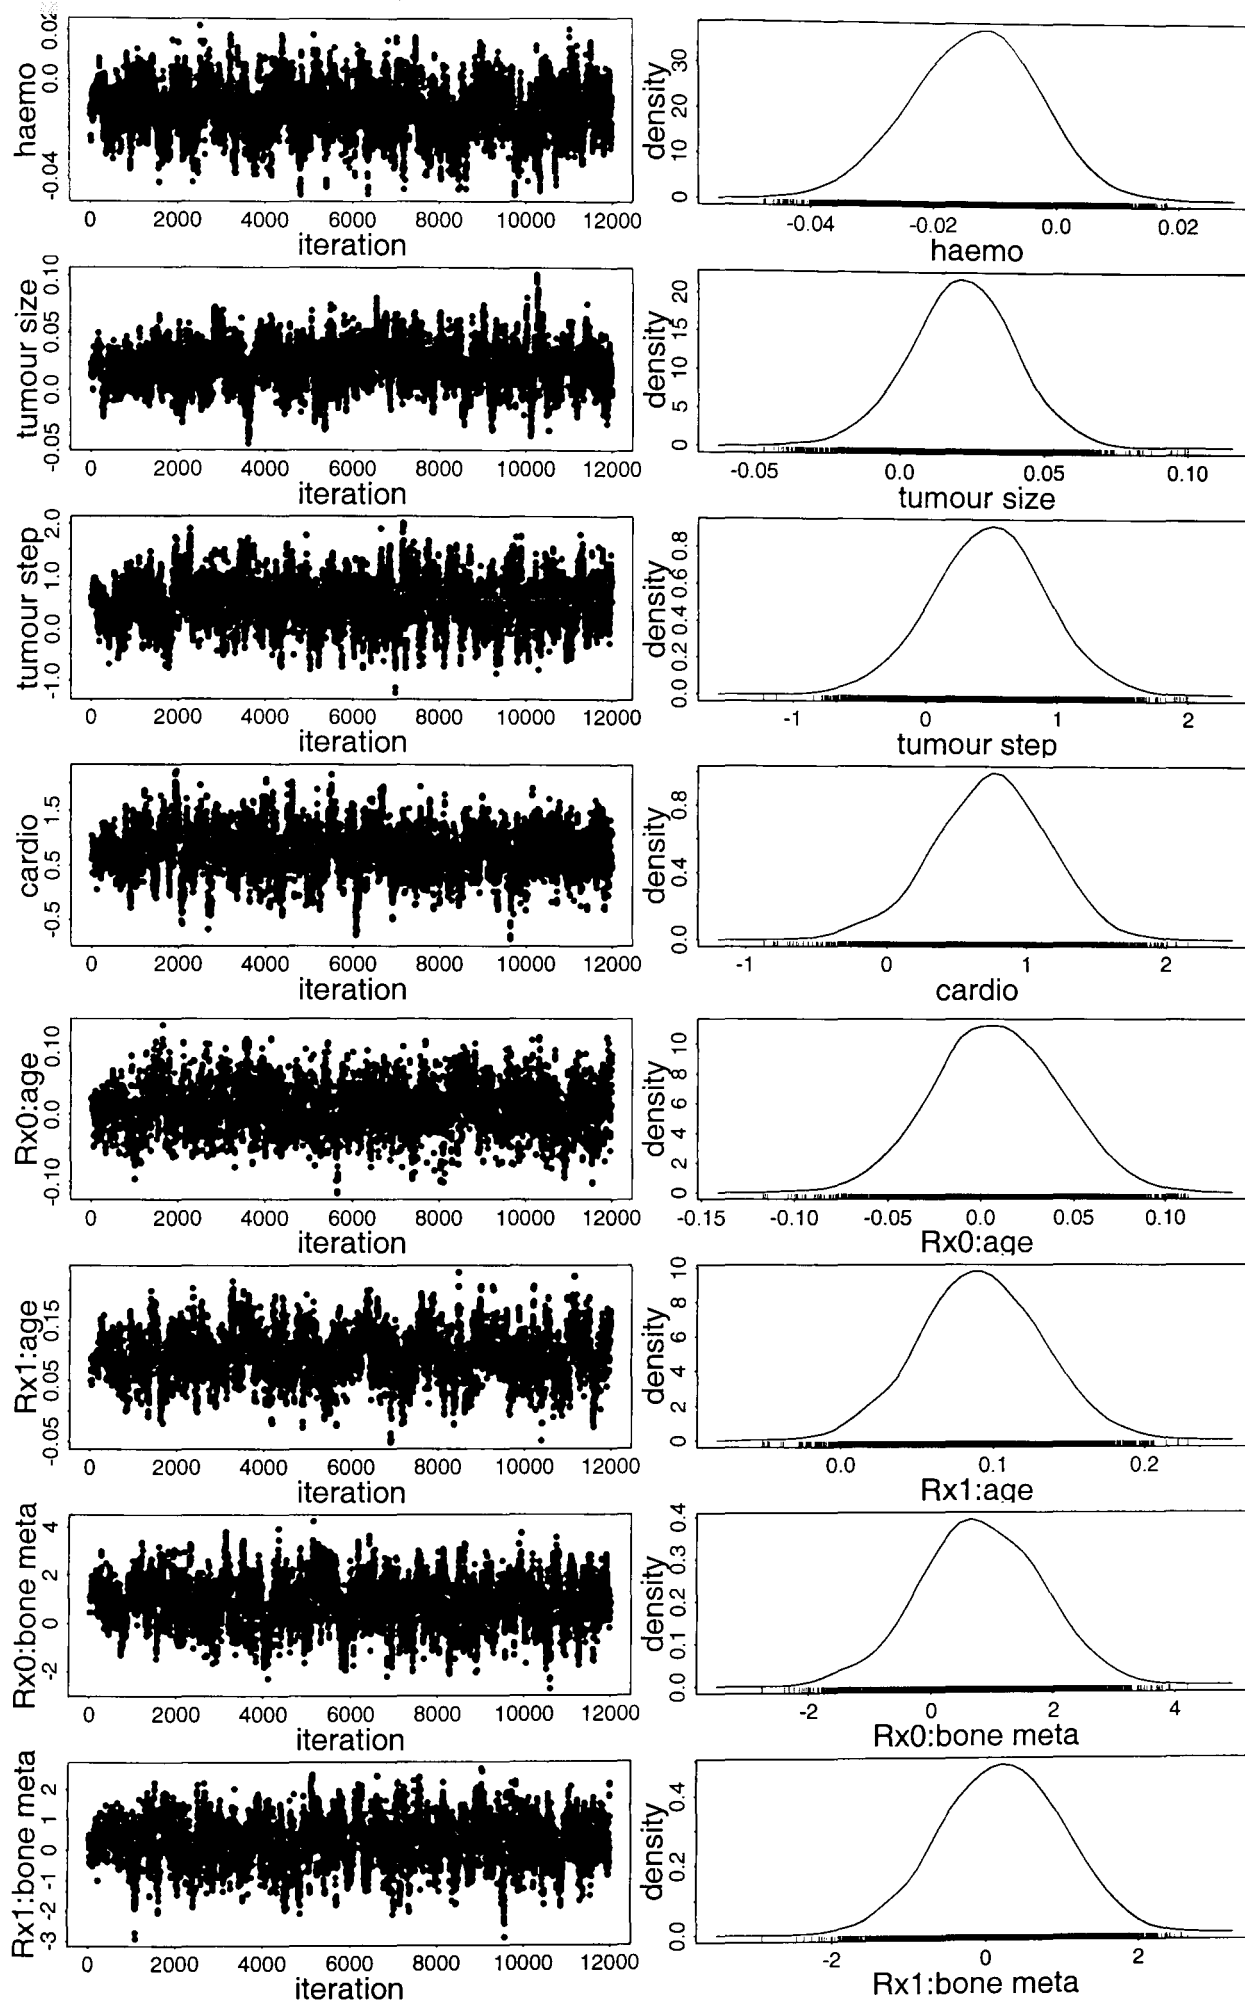 haemo
-0.04 0.0 0.02
0 2000 4000 6000 8000 10000 12000
iteration
density
0 10 20 30
-0.04 -0.02 0.0 0.02
haemo
tumour size
-0.05 0.0 0.05 0.10
0 2000 4000 6000 8000 10000 12000
iteration
density
0 5 10 15 20
-0.05 0.0 0.05 0.10
tumour size
tumour step
-1.0 0.0 1.0 2.0
0 2000 4000 6000 8000 10000 12000
iteration
density
0.0 0.2 0.4 0.6 0.8
-1 0 1 2
tumour step
cardio
-0.5 0.5 1.5
0 2000 4000 6000 8000 10000 12000
iteration
density
0.0 0.4 0.8
-1 0 1 2
cardio
Rx0:age
-0.10 0.0 0.10
0 2000 4000 6000 8000 10000 12000
iteration
density
0 2 4 6 8 10
-0.15 -0.10 -0.05 0.0 0.05 0.10
Rx0:age
Rx1:age
-0.05 0.05 0.15
0 2000 4000 6000 8000 10000 12000
iteration
density
0 2 4 6 8 10
0.0 0.1 0.2
Rx1:age
Rx0:bone meta
-2 0 2 4
0 2000 4000 6000 8000 10000 12000
iteration
density
0.0 0.1 0.2 0.3 0.4
-2 0 2 4
Rx0:bone meta
Rx1:bone meta
-3 -2 -1 0 1 2
0 2000 4000 6000 8000 10000 12000
iteration
density
0.0 0.2 0.4
-2 0 2
Rx1:bone meta